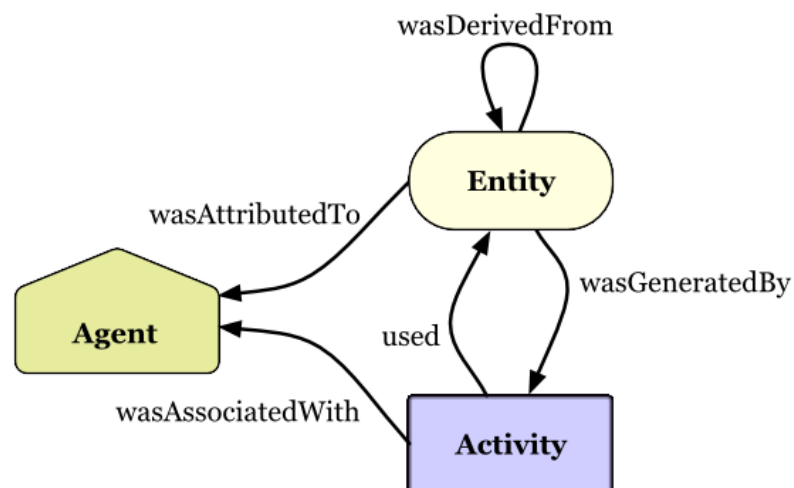 wasDerivedFrom
Entity
wasAttributedTo
wasGeneratedBy
Agent
used
wasAssociatedWith
Activity